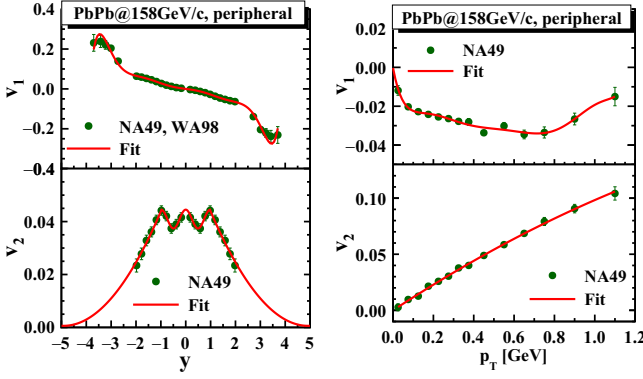 PbPb@158GeV/c, peripheral
v1
0.4
0.2
0.0
−0.2
−0.4
NA49, WA98
Fit
v2
0.04
0.02
0.00
NA49
Fit
−5 −4 −3 −2 −1 0 1 2 3 4 5
y
PbPb@158GeV/c, peripheral
v1
0.00
−0.02
−0.04
−0.06
NA49
Fit
v2
0.10
0.05
0.00
NA49
Fit
0.0 0.2 0.4 0.6 0.8 1.0 1.2
pT [GeV]